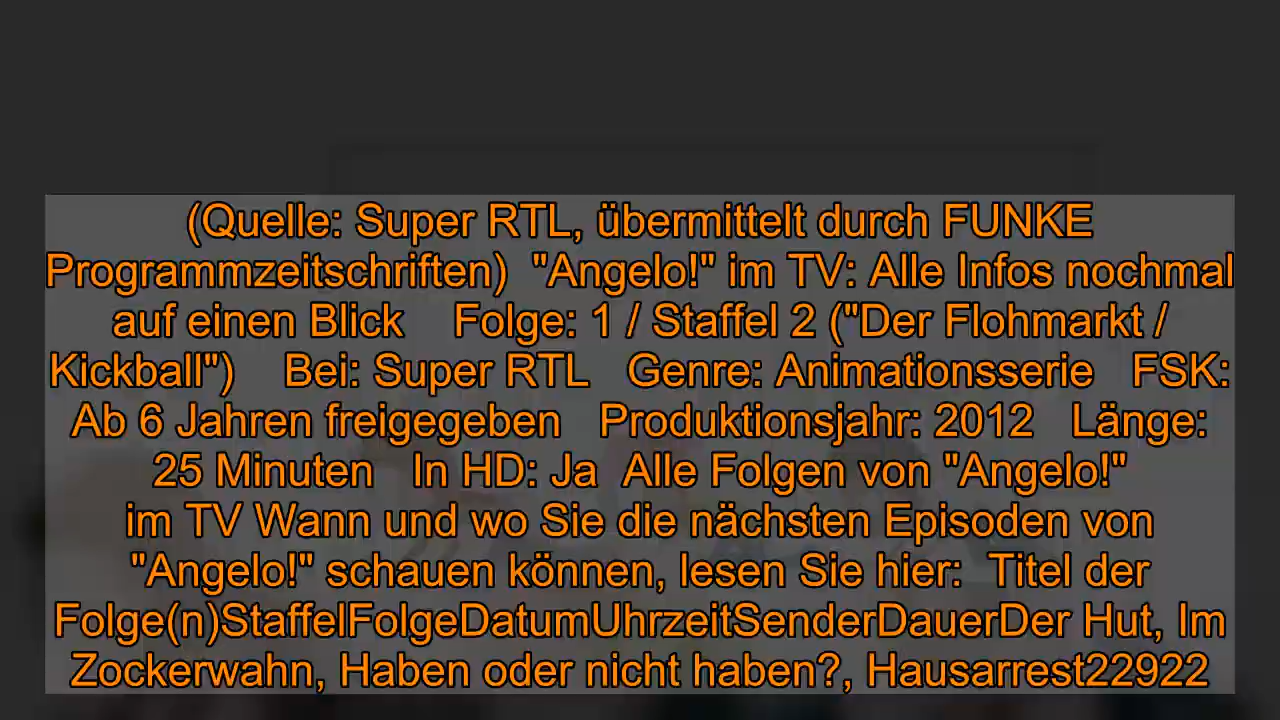 (Quelle: Super RTL, übermittelt durch FUNKE
Programmzeitschriften)  "Angelo!" im TV: Alle Infos nochmal
auf einen Blick    Folge: 1 / Staffel 2 ("Der Flohmarkt /
Kickball")    Bei: Super RTL   Genre: Animationsserie   FSK:
Ab 6 Jahren freigegeben   Produktionsjahr: 2012   Länge:
25 Minuten   In HD: Ja  Alle Folgen von "Angelo!"
im TV Wann und wo Sie die nächsten Episoden von
"Angelo!" schauen können, lesen Sie hier:  Titel der
Folge(n)StaffelFolgeDatumUhrzeitSenderDauerDer Hut, Im
Zockerwahn, Haben oder nicht haben?, Hausarrest22922